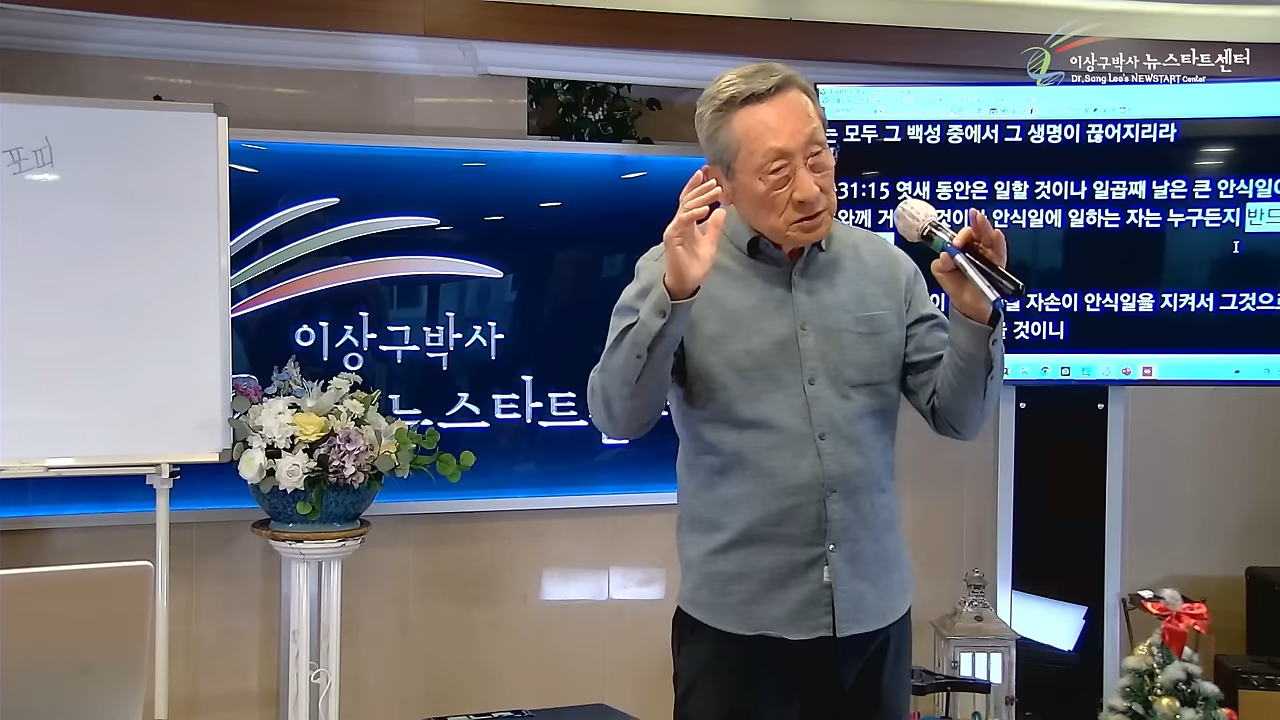 이상구박사 뉴스타트센터
Dr. Sang Lee's NEWSTART Center
포피
모두 그 백성 중에서 그 생명이 끊어지리라
31:15 엿새 동안은 일할 것이나 일곱째 날은 큰 안식일
안식일에 일하는 자는 누구든지 반드
자손이 안식일을 지켜서 그것으로
것이니
이상구박사
뉴스타트